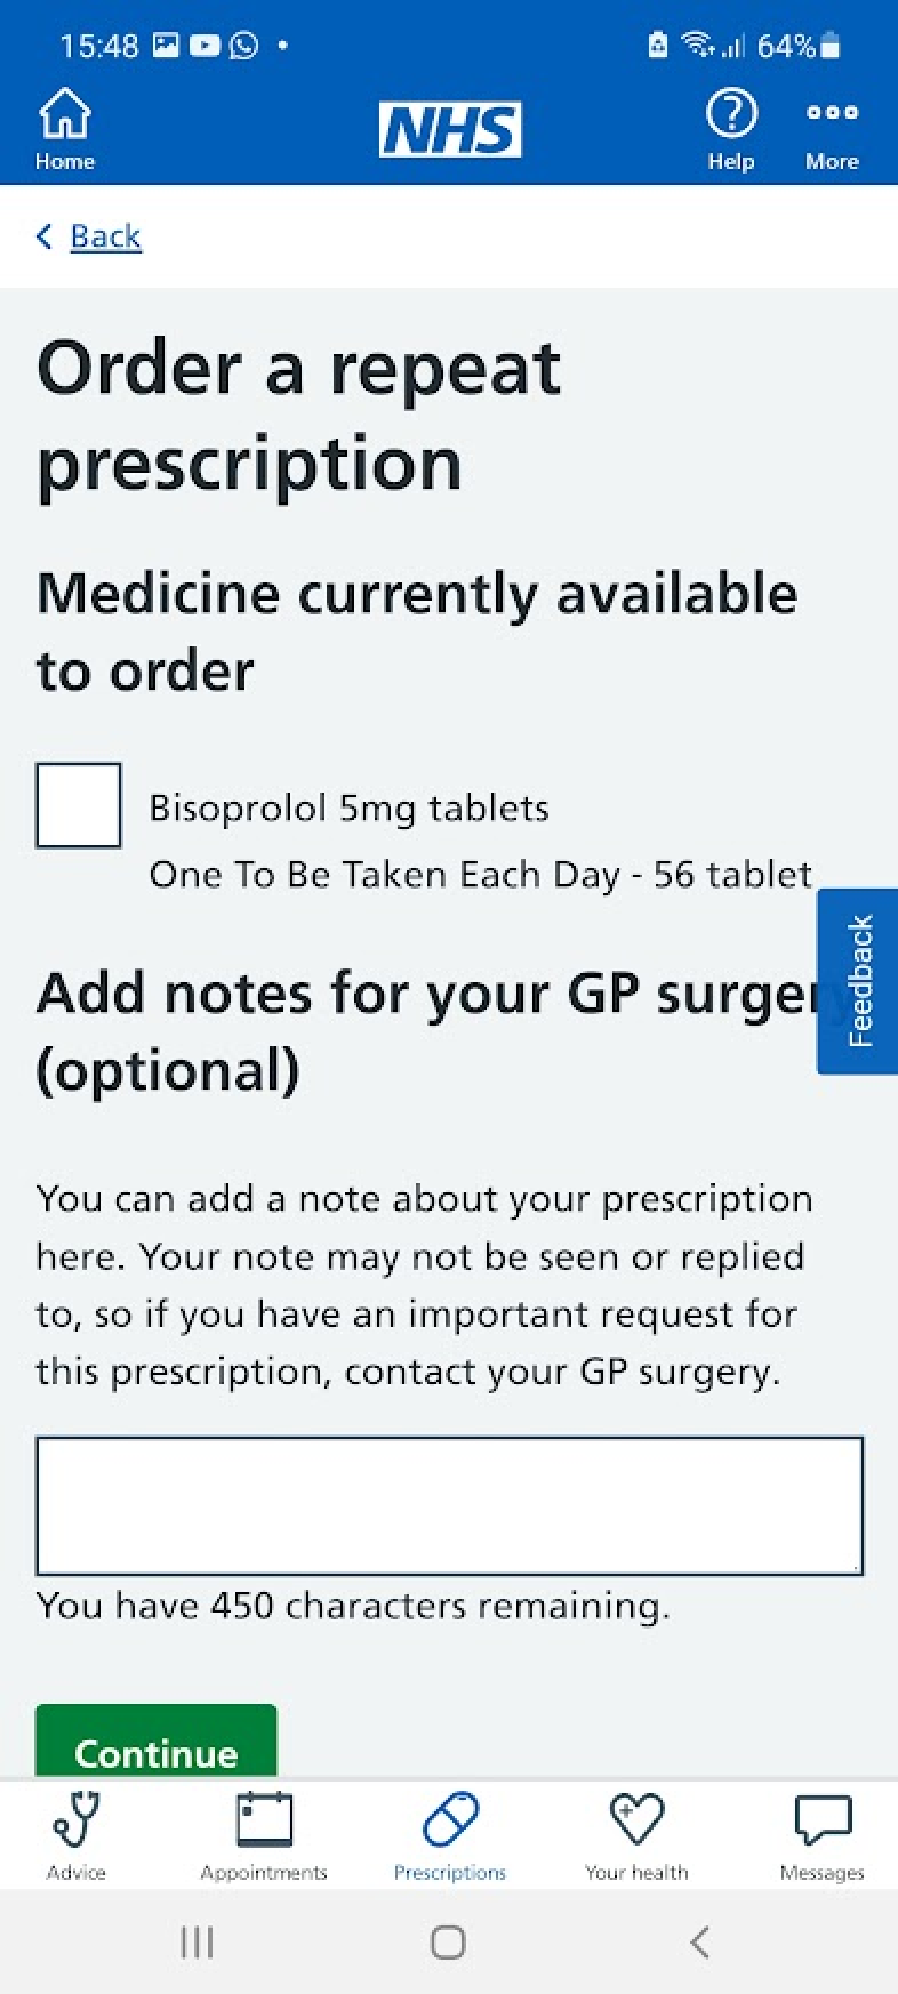 15:48
64%
Home
NHS
Help
More
Back
Order a repeat
prescription
Medicine currently available
to order
Bisoprolol 5mg tablets
One To Be Taken Each Day - 56 tablet
Feedback
Add notes for your GP surgery
(optional)
You can add a note about your prescription
here. Your note may not be seen or replied
to, so if you have an important request for
this prescription, contact your GP surgery.
You have 450 characters remaining.
Continue
Advice
Appointments
Prescriptions
Your health
Messages